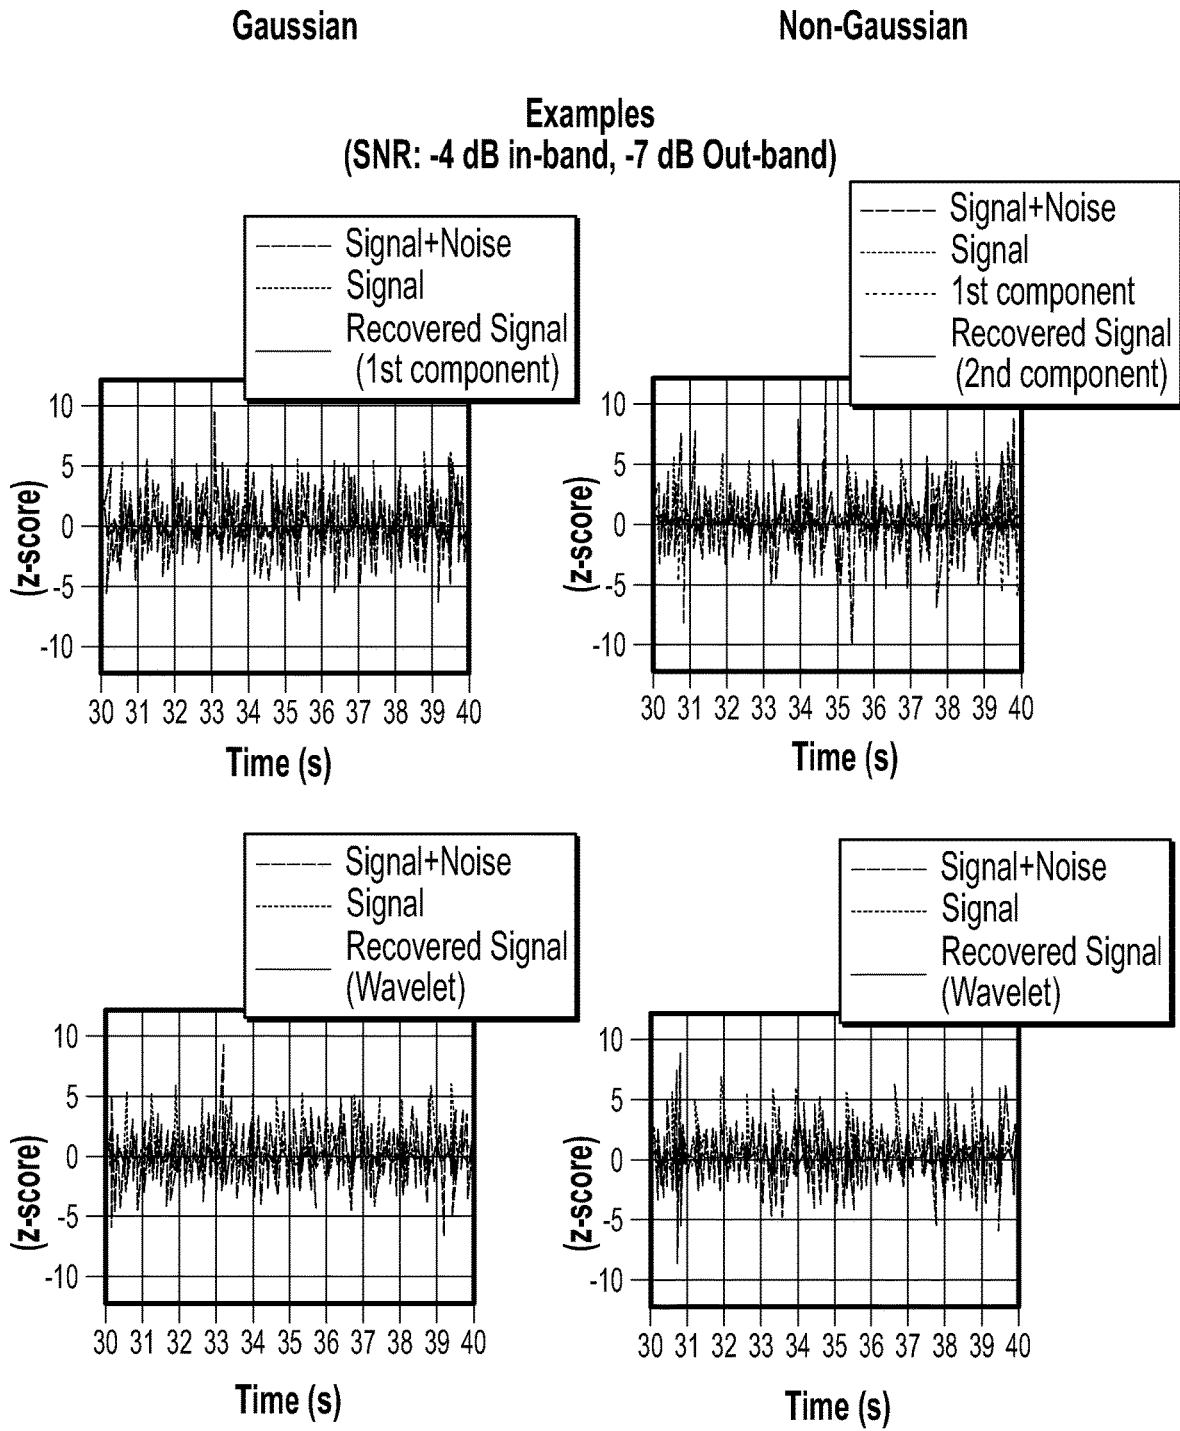 Gaussian
Non-Gaussian
Examples
(SNR: -4 dB in-band, -7 dB Out-band)
Signal+Noise
Signal
Recovered Signal
(1st component)
10
5
0
-5
-10
(z-score)
30 31 32 33 34 35 36 37 38 39 40
Time (s)
Signal+Noise
Signal
1st component
Recovered Signal
(2nd component)
10
5
0
-5
-10
(z-score)
30 31 32 33 34 35 36 37 38 39 40
Time (s)
Signal+Noise
Signal
Recovered Signal
(Wavelet)
10
5
0
-5
-10
(z-score)
30 31 32 33 34 35 36 37 38 39 40
Time (s)
Signal+Noise
Signal
Recovered Signal
(Wavelet)
10
5
0
-5
-10
(z-score)
30 31 32 33 34 35 36 37 38 39 40
Time (s)